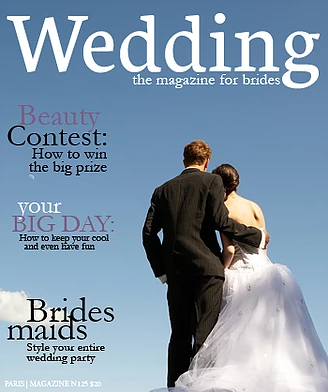 Wedding
the magazine for brides
Beauty
Contest:
How to win
the big prize
your
BIG DAY:
How to keep your cool
and even have fun
Brides
maids
Style your entire
wedding party
PARIS | MAGAZINE N125 $20